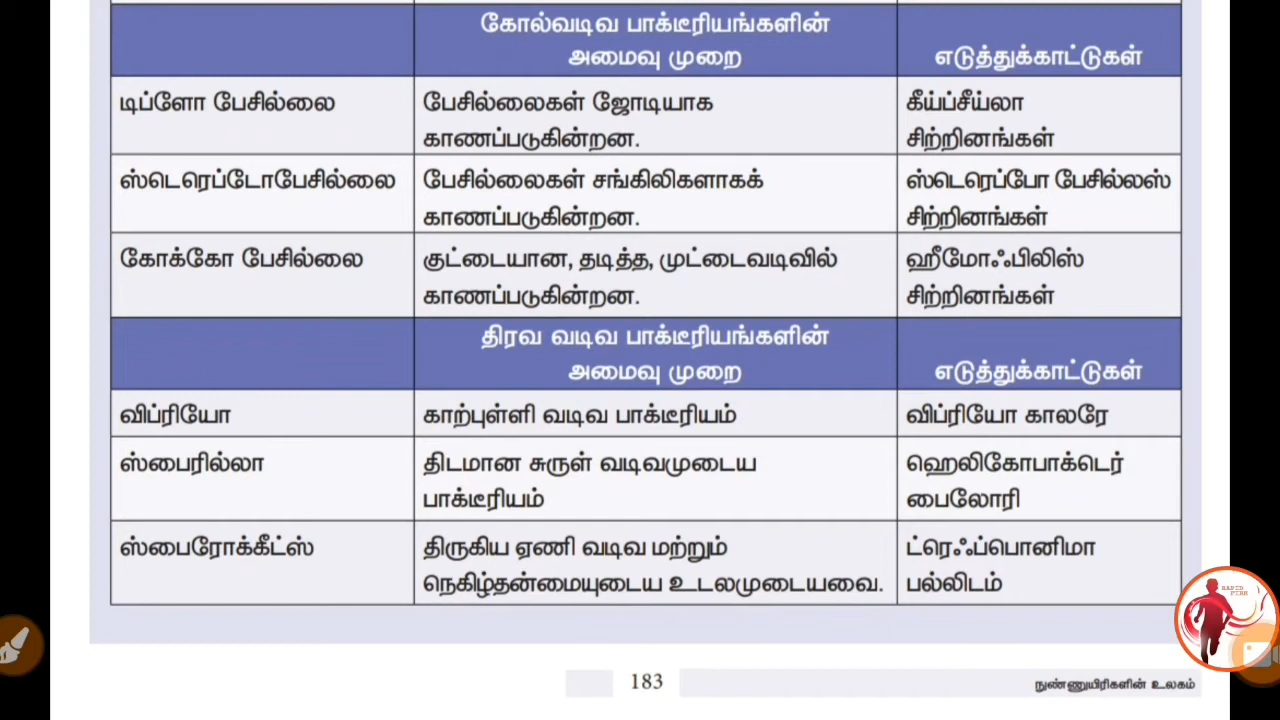 கோல்வடிவ பாக்டீரியங்களின்
அமைவு முறை
எடுத்துக்காட்டுகள்
டிப்ளோ பேசில்லை
பேசில்லைகள் ஜோடியாக
காணப்படுகின்றன.
கீய்ப்சீய்லா
சிற்றினங்கள்
ஸ்டெரெப்டோபேசில்லை
பேசில்லைகள் சங்கிலிகளாகக்
காணப்படுகின்றன.
ஸ்டெரெப்போ பேசில்லஸ்
சிற்றினங்கள்
கோக்கோ பேசில்லை
குட்டையான, தடித்த, முட்டைவடிவில்
காணப்படுகின்றன.
ஹீமோஃபிலிஸ்
சிற்றினங்கள்
திரவ வடிவ பாக்டீரியங்களின்
அமைவு முறை
எடுத்துக்காட்டுகள்
விப்ரியோ
காற்புள்ளி வடிவ பாக்டீரியம்
விப்ரியோ காலரே
ஸ்பைரில்லா
திடமான சுருள் வடிவமுடைய
பாக்டீரியம்
ஹெலிகோபாக்டெர்
பைலோரி
ஸ்பைரோக்கீட்ஸ்
திருகிய ஏணி வடிவ மற்றும்
நெகிழ்தன்மையுடைய உடலமுடையவை.
ட்ரெஃப்பொனிமா
பல்லிடம்
RAPID
183
நுண்ணுயிரிகளின் உலகம்